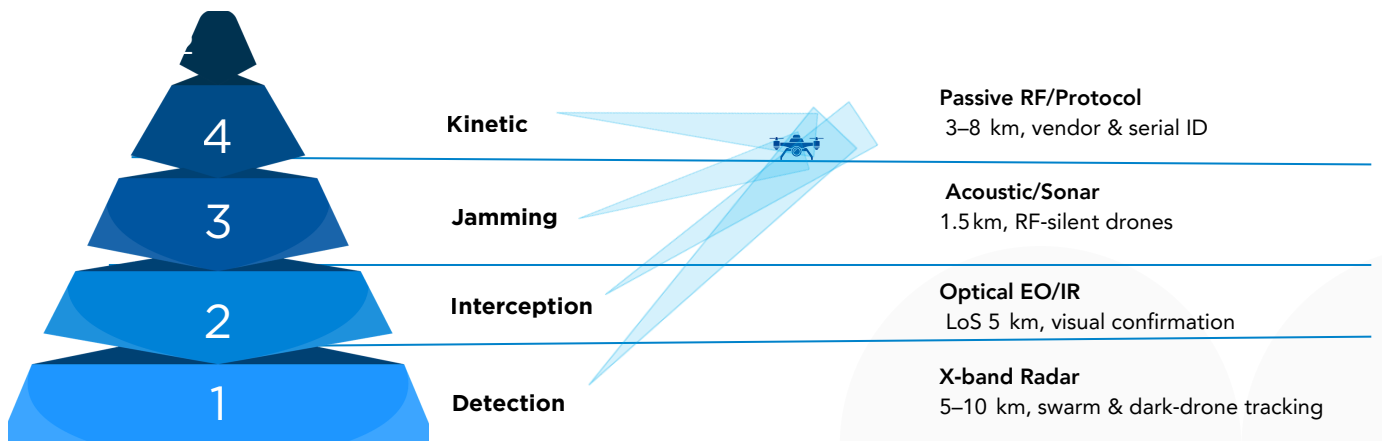 4
Kinetic
Passive RF/Protocol
3–8 km, vendor & serial ID
3
Jamming
Acoustic/Sonar
1.5 km, RF-silent drones
2
Interception
Optical EO/IR
LoS 5 km, visual confirmation
1
Detection
X-band Radar
5–10 km, swarm & dark-drone tracking